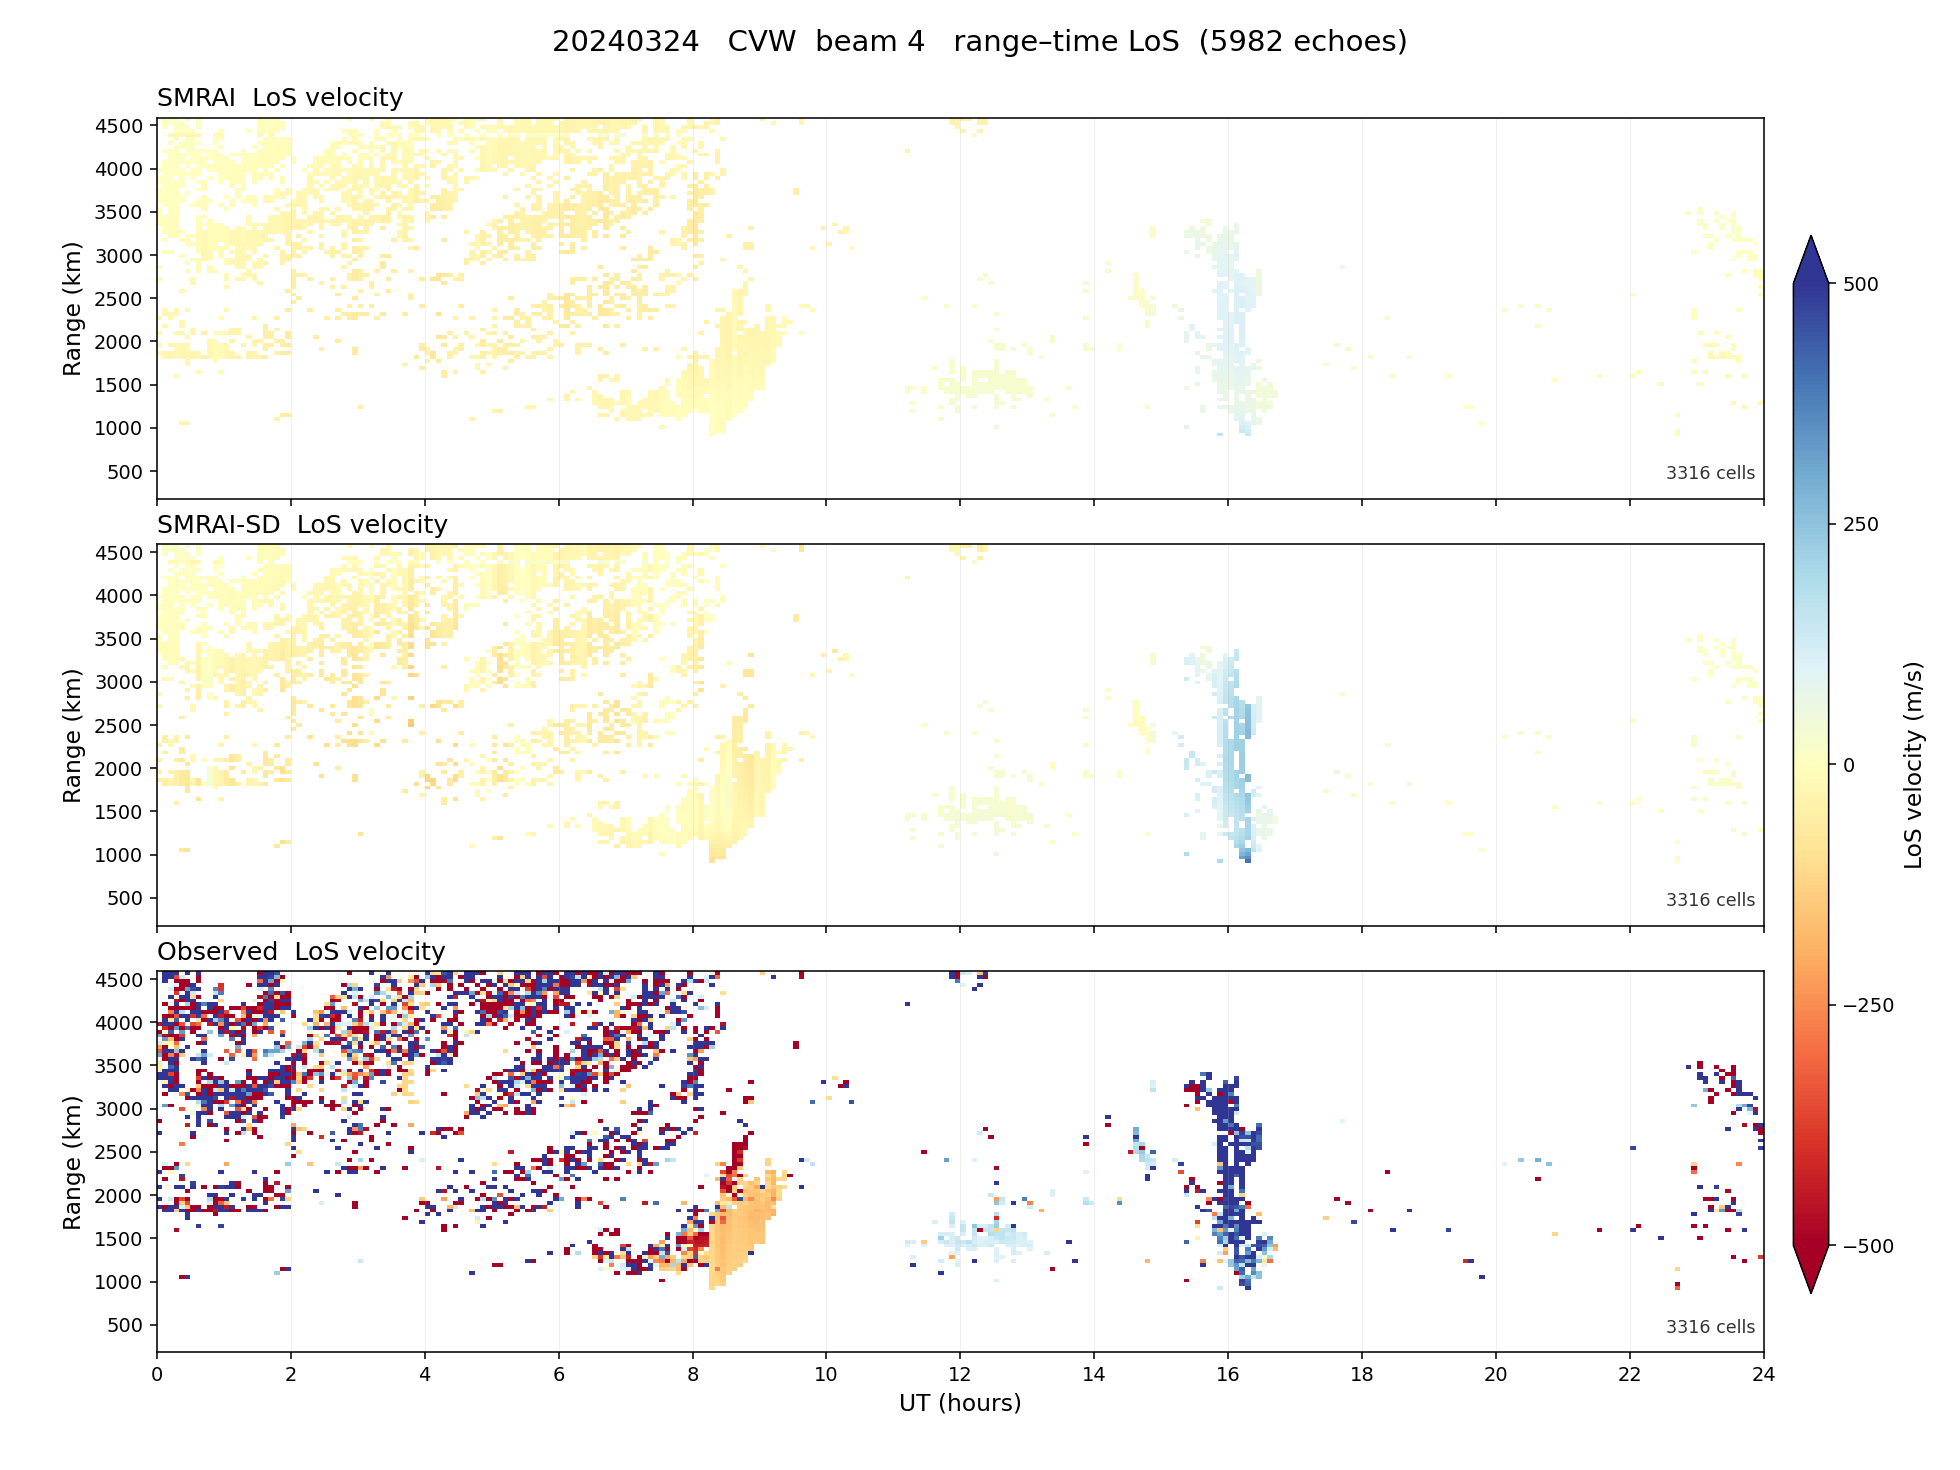 20240324   CVW  beam 4   range–time LoS  (5982 echoes)
SMRAI  LoS velocity
4500
4000
3500
3000
2500
2000
1500
1000
500
Range (km)
3316 cells
SMRAI-SD  LoS velocity
4500
4000
3500
3000
2500
2000
1500
1000
500
Range (km)
3316 cells
Observed  LoS velocity
4500
4000
3500
3000
2500
2000
1500
1000
500
Range (km)
3316 cells
0 2 4 6 8 10 12 14 16 18 20 22 24
UT (hours)
500
250
0
−250
−500
LoS velocity (m/s)